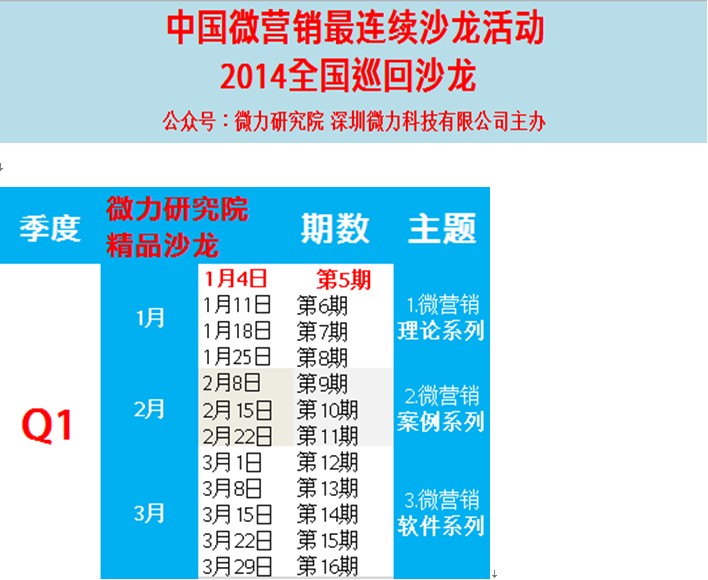 中国微营销最连续沙龙活动
2014全国巡回沙龙
公众号：微力研究院 深圳微力科技有限公司主办
季度 微力研究院 期数 主题
精品沙龙
Q1
1月
1月4日 第5期
1月11日 第6期
1月18日 第7期
1月25日 第8期
1.微营销
理论系列
2月
2月8日 第9期
2月15日 第10期
2月22日 第11期
2.微营销
案例系列
3月
3月1日 第12期
3月8日 第13期
3月15日 第14期
3月22日 第15期
3月29日 第16期
3.微营销
软件系列